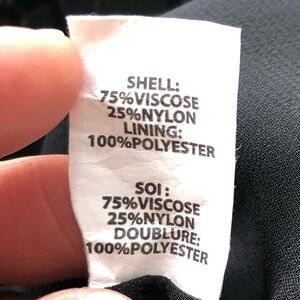 SHELL:
75%VISCOSE
25%NYLON
LINING:
100%POLYESTER
SOI :
75%VISCOSE
25%NYLON
DOUBLURE:
100%POLYESTER